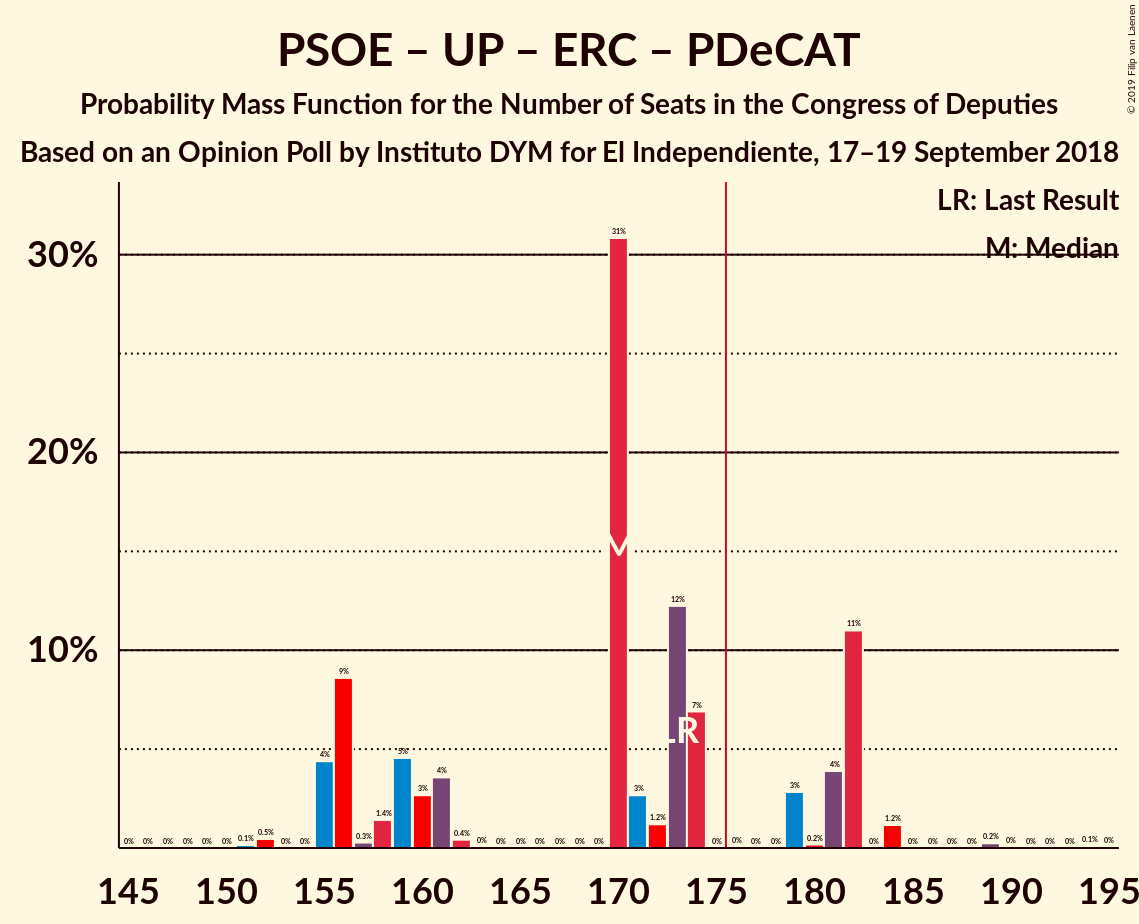 PSOE – UP – ERC – PDeCAT
Probability Mass Function for the Number of Seats in the Congress of Deputies
Based on an Opinion Poll by Instituto DYM for El Independiente, 17–19 September 2018
© 2019 Filip van Laenen
LR: Last Result
M: Median
30%
20%
10%
0% 0% 0% 0% 0% 0% 0.1% 0.5% 0% 0% 4% 9% 0.3% 1.4% 5% 3% 4% 0.4% 0% 0% 0% 0% 0% 0% 0% 31% 3% 1.2% 12% 7% 0% 0% 0% 0% 3% 0.2% 4% 11% 0% 1.2% 0% 0% 0% 0% 0.2% 0% 0% 0% 0% 0.1% 0%
M
LR
145 150 155 160 165 170 175 180 185 190 195